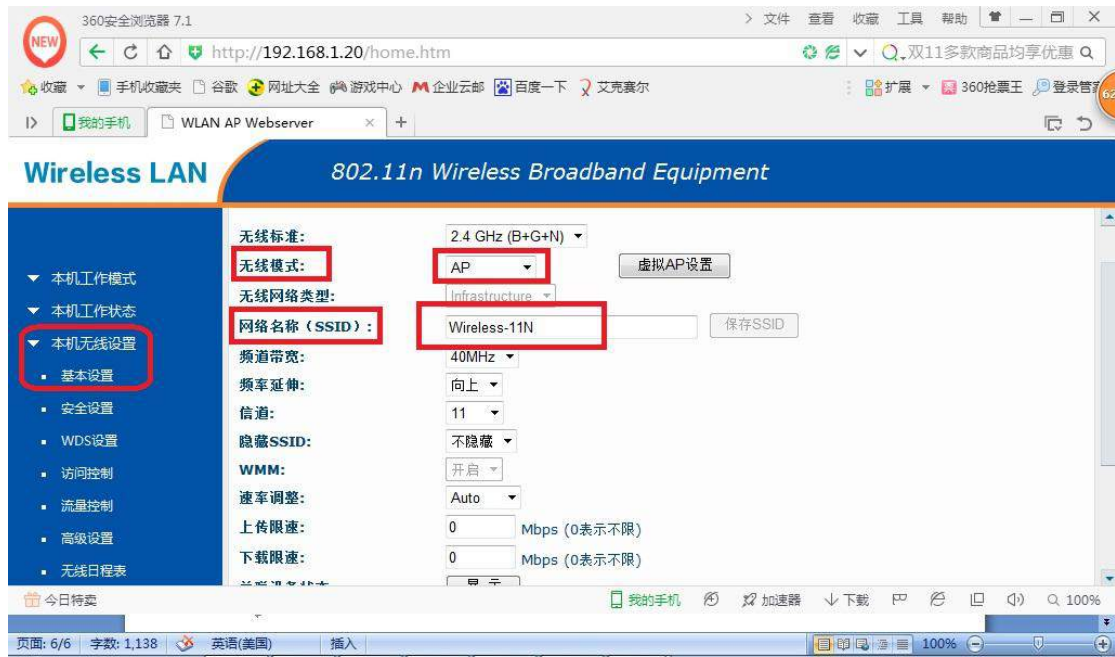 360安全浏览器 7.1
文件 查看 收藏 工具 帮助
NEW
http://192.168.1.20/home.htm
双11多款商品均享优惠
收藏 手机收藏夹 谷歌 网址大全 游戏中心 企业云邮 百度一下 艾克赛尔 扩展 360抢票王 登录管
62
我的手机 WLAN AP Webserver
Wireless LAN 802.11n Wireless Broadband Equipment
本机工作模式
本机工作状态
本机无线设置
基本设置
安全设置
WDS设置
访问控制
流量控制
高级设置
无线日程表
无线标准: 2.4 GHz (B+G+N)
无线模式: AP 虚拟AP设置
无线网络类型: Infrastructure
网络名称(SSID): Wireless-11N 保存SSID
频道带宽: 40MHz
频率延伸: 向上
信道: 11
隐藏SSID: 不隐藏
WMM: 开启
速率调整: Auto
上传限速: 0 Mbps (0表示不限)
下载限速: 0 Mbps (0表示不限)
显示
今日特卖 我的手机 加速器 下载 100%
页面: 6/6 字数: 1,138 英语(美国) 插入 100%